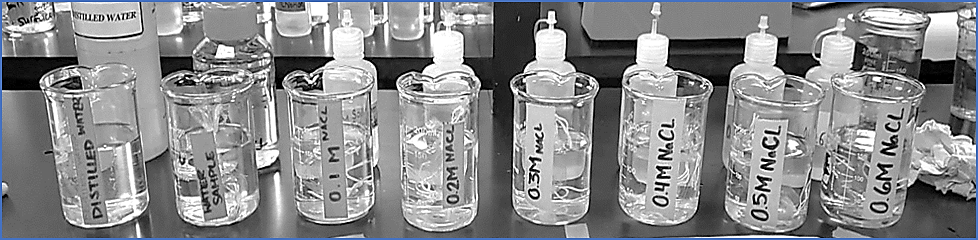 DISTILLED WATER
DISTILLED WATER
WATER
SAMPLE
0.1 M NaCL
0.2M NACL
0.3M NaCL
0.4M NaCL
0.5M NaCL
0.6M NaCL